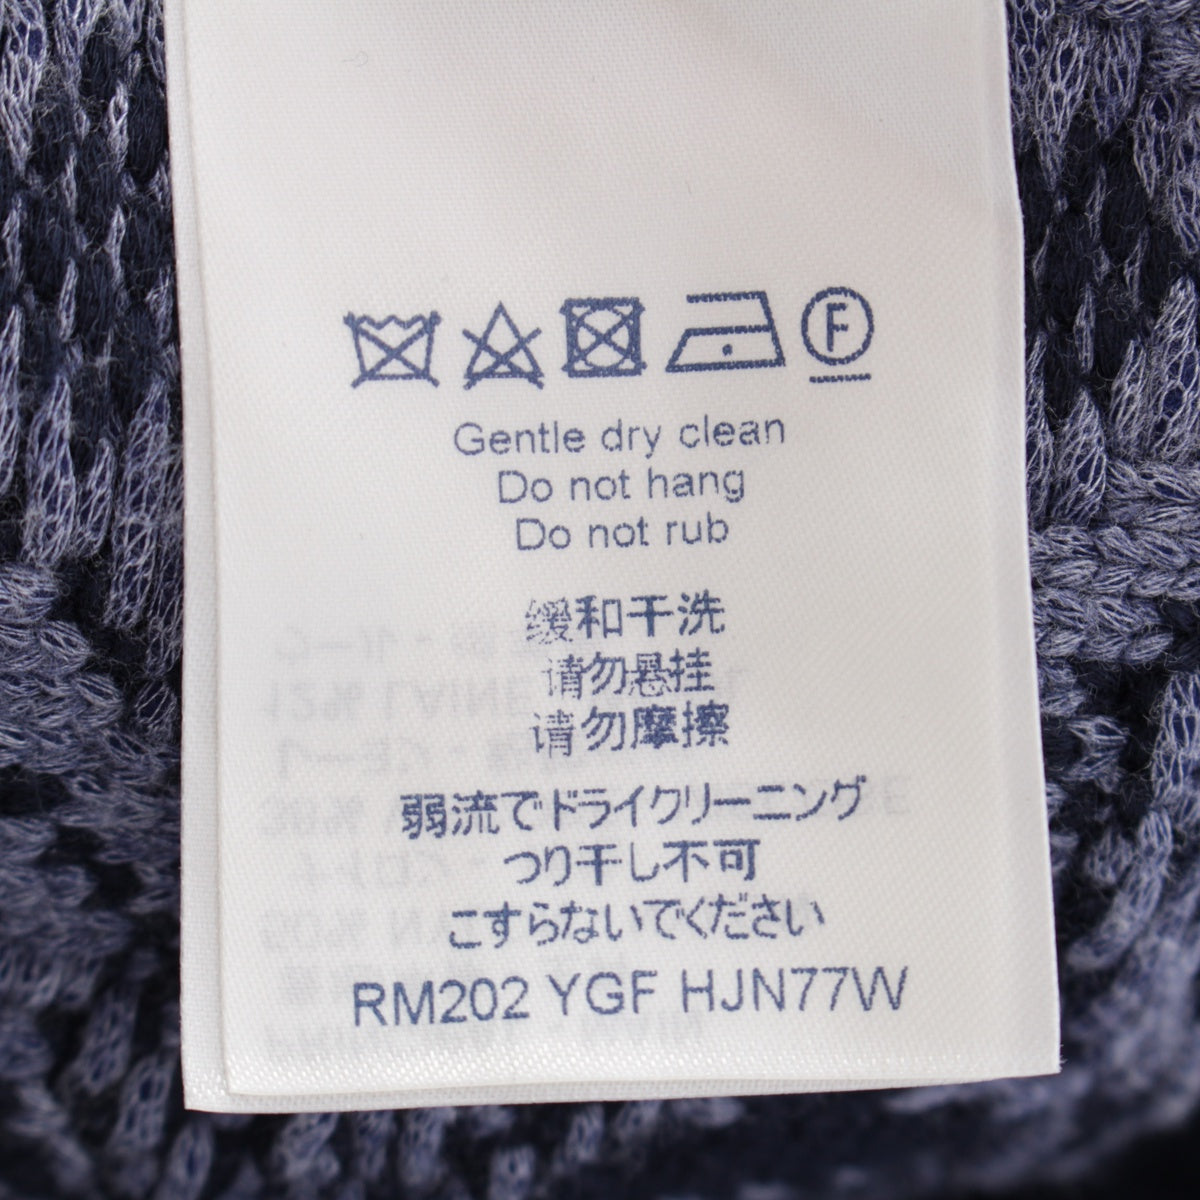 F
Gentle dry clean
Do not hang
Do not rub
缓和干洗
请勿悬挂
请勿摩擦
弱流でドライクリーニング
つり干し不可
こすらないでください
RM202 YGF HJN77W